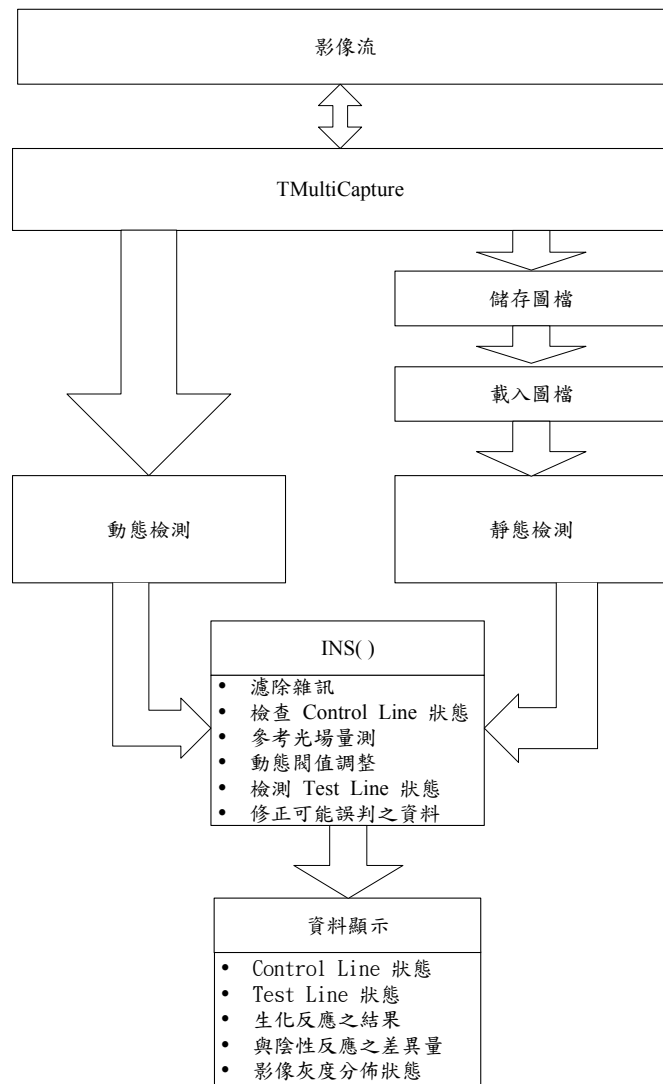 影像流
TMultiCapture
儲存圖檔
載入圖檔
動態檢測
靜態檢測
INS( )
• 濾除雜訊
• 檢查 Control Line 狀態
• 參考光場量測
• 動態閥值調整
• 檢測 Test Line 狀態
• 修正可能誤判之資料
資料顯示
• Control Line 狀態
• Test Line 狀態
• 生化反應之結果
• 與陰性反應之差異量
• 影像灰度分佈狀態